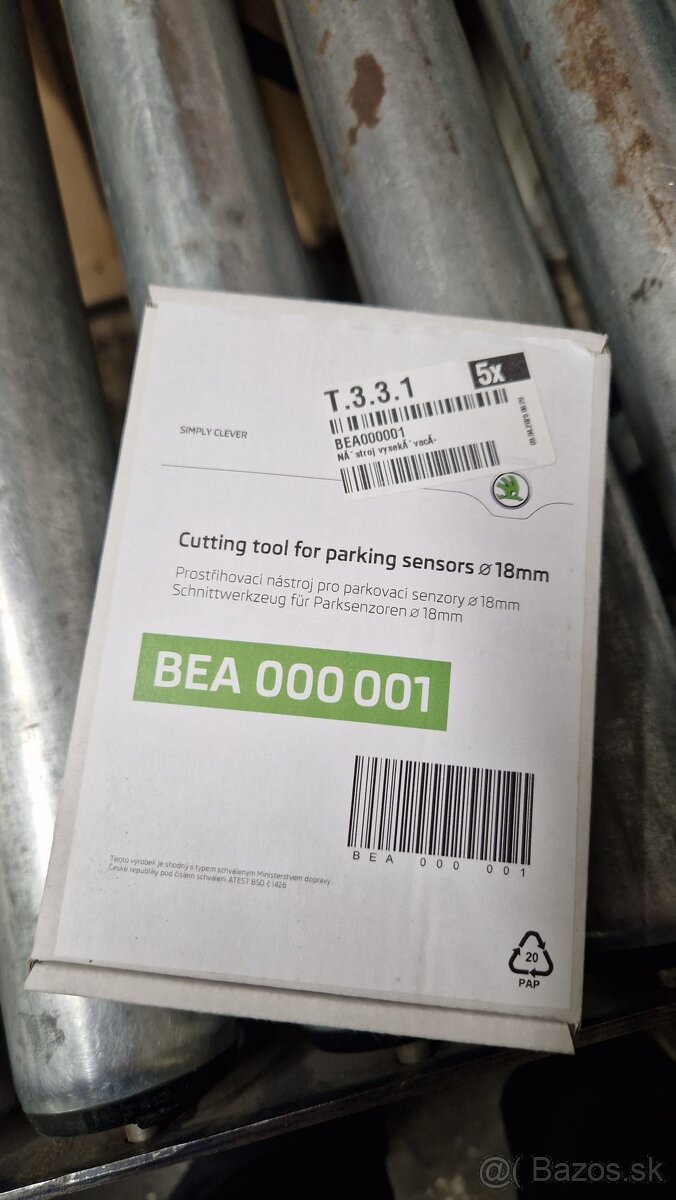 T.3.3.1
5x
BEA000001
NÃ¨stroj vysekÃ¨vacÃ-
SIMPLY CLEVER
Cutting tool for parking sensors ⌀ 18mm
Prostřihovací nástroj pro parkovací senzory ⌀ 18mm
Schnittwerkzeug für Parksenzoren ⌀ 18mm
BEA 000 001
BEA 000 001
Tento výrobek je shodný s typem schváleným Ministerstvem dopravy
České republiky pod číslem schválení ATEST 8SD č.1426
20
PAP
@( Bazos.sk